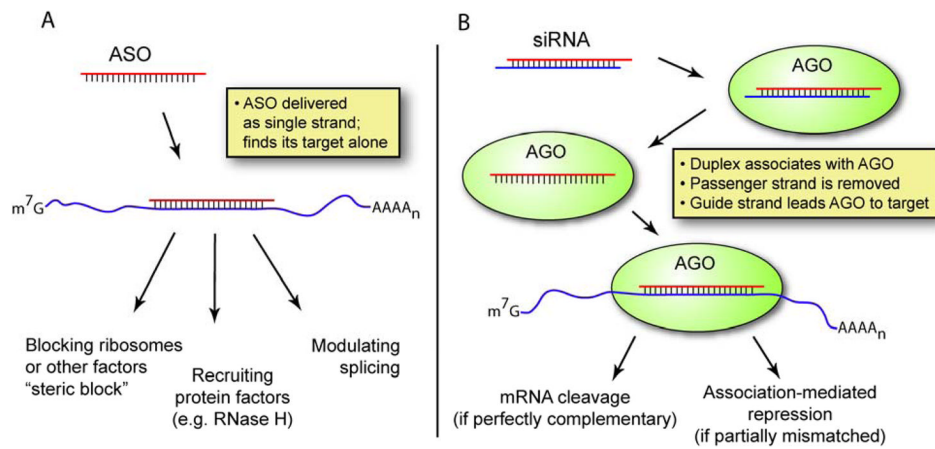 A
ASO
• ASO delivered
as single strand;
finds its target alone
m⁷G
AAAAₙ
Blocking ribosomes
or other factors
“steric block”
Recruiting
protein factors
(e.g. RNase H)
Modulating
splicing
B
siRNA
AGO
AGO
• Duplex associates with AGO
• Passenger strand is removed
• Guide strand leads AGO to target
AGO
m⁷G
AAAAₙ
mRNA cleavage
(if perfectly complementary)
Association-mediated
repression
(if partially mismatched)